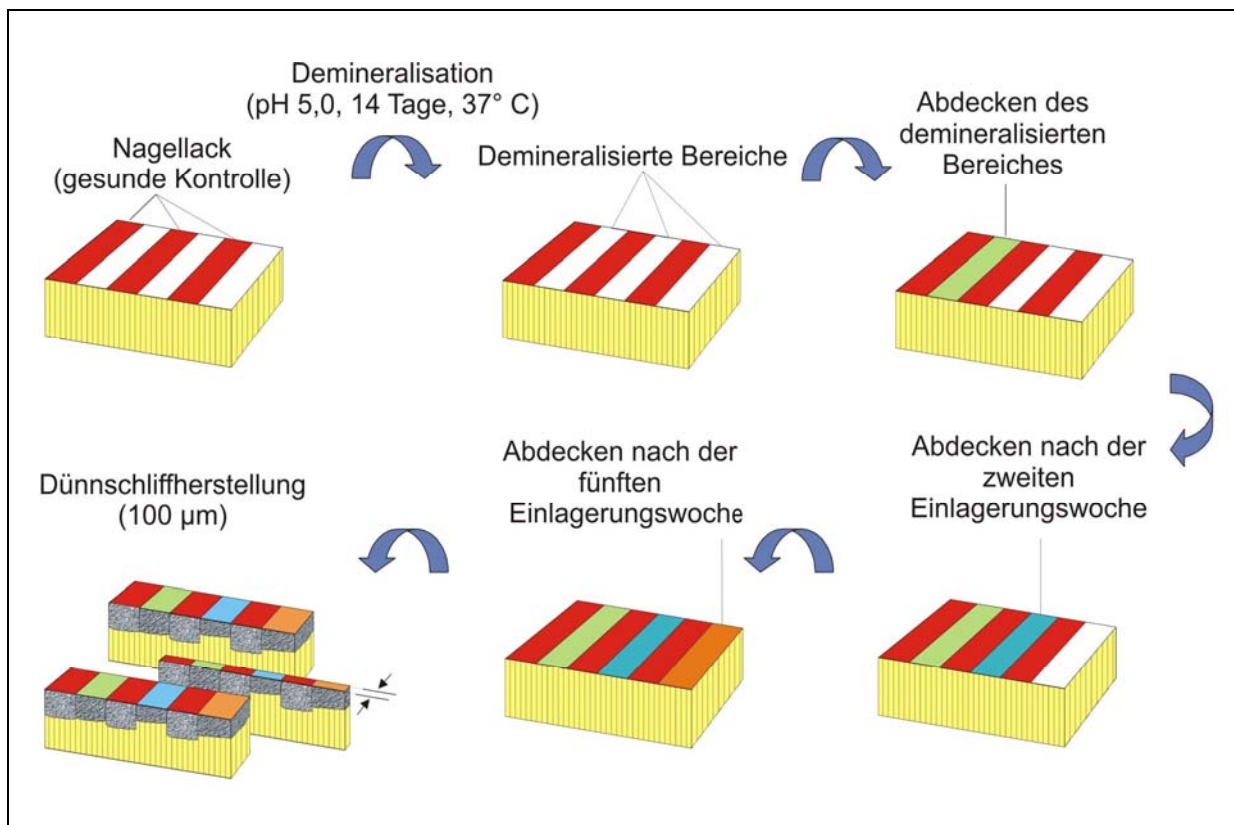 Nagellack
(gesunde Kontrolle)
Demineralisation
(pH 5,0, 14 Tage, 37° C)
Demineralisierte Bereiche
Abdecken des
demineralisierten
Bereiches
Abdecken nach der
zweiten
Einlagerungswoche
Abdecken nach der
fünften
Einlagerungswoche
Dünnschliffherstellung
(100 µm)